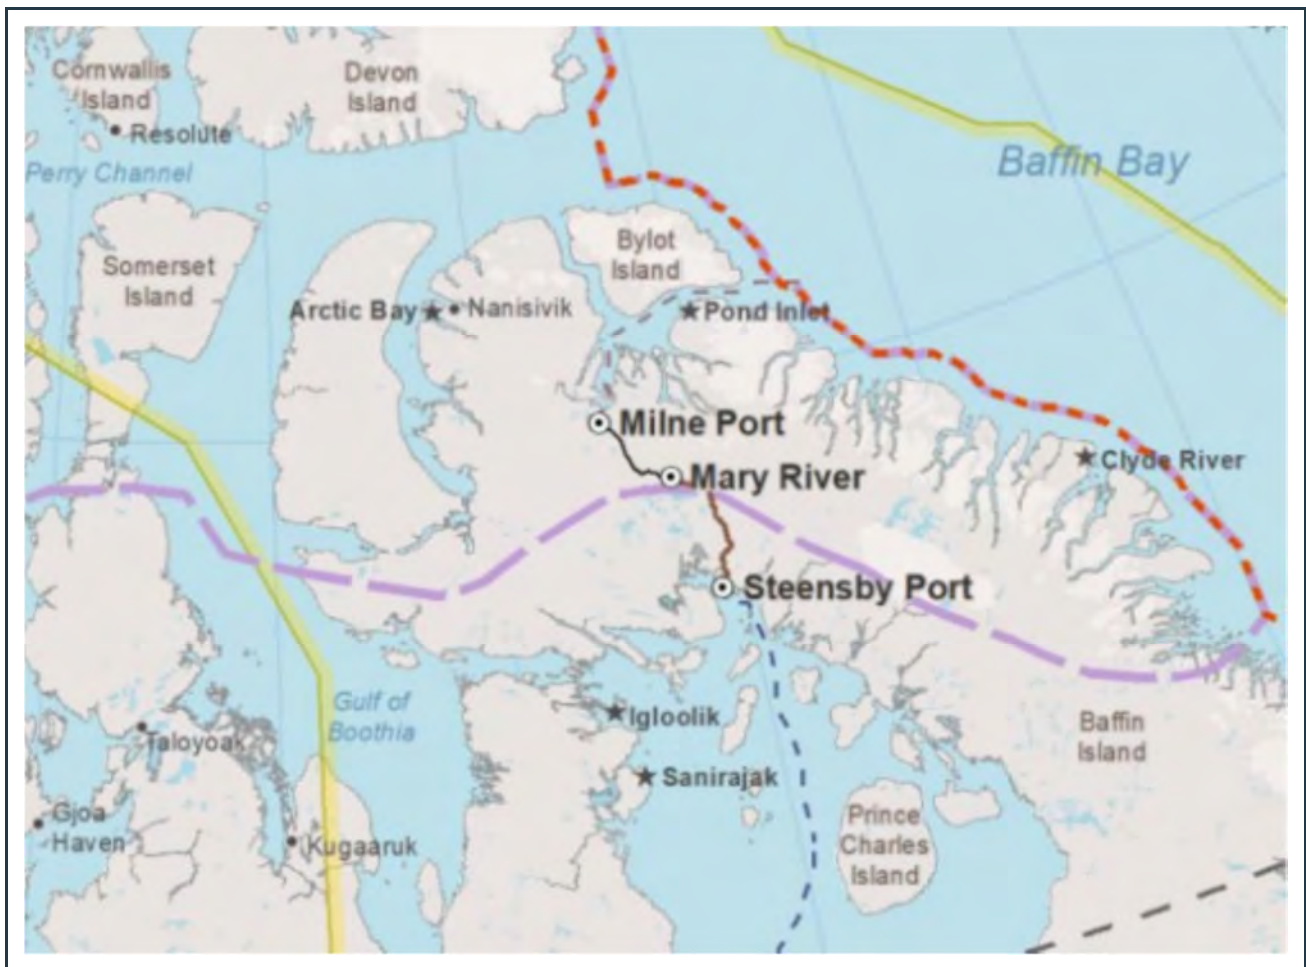 Cornwallis
Island
Devon
Island
Resolute
Perry Channel
Baffin Bay
Somerset
Island
Bylot
Island
Arctic Bay
Nanisivik
Pond Inlet
Milne Port
Mary River
Clyde River
Steensby Port
Gulf of
Boothia
Igloolik
Baffin
Island
Taloyoak
Sanirajak
Gjoa
Haven
Kugaaruk
Prince
Charles
Island